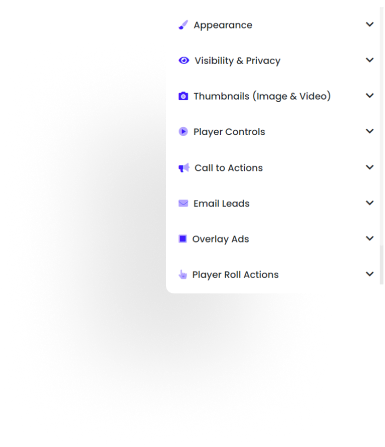 Appearance
Visibility & Privacy
Thumbnails (Image & Video)
Player Controls
Call to Actions
Email Leads
Overlay Ads
Player Roll Actions